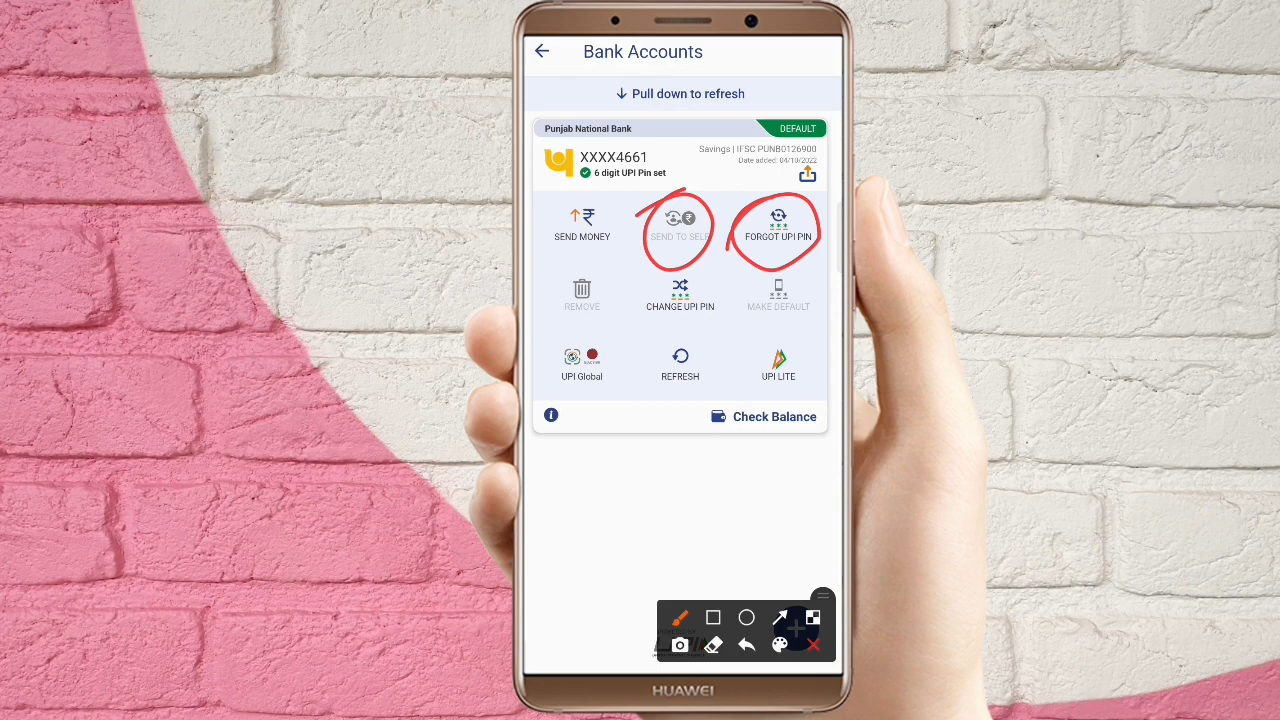 Bank Accounts
Pull down to refresh
Punjab National Bank
DEFAULT
XXXX4661
Savings | IFSC PUNB0126900
Date added: 04/10/2022
6 digit UPI Pin set
SEND MONEY
SEND TO SELF
FORGOT UPI PIN
REMOVE
CHANGE UPI PIN
MAKE DEFAULT
UPI Global
REFRESH
UPI LITE
Check Balance
HUAWEI